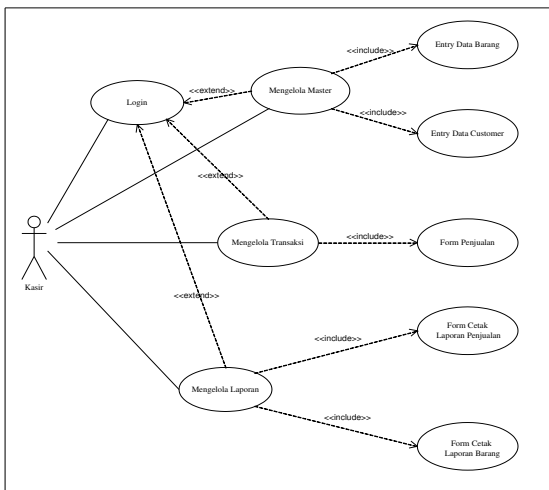 <<include>>
Entry Data Barang
<<extend>>
Mengelola Master
Login
<<include>>
Entry Data Customer
<<extend>>
Mengelola Transaksi
<<include>>
Form Penjualan
Kasir
<<extend>>
<<include>>
Form Cetak
Laporan Penjualan
Mengelola Laporan
<<include>>
Form Cetak
Laporan Barang